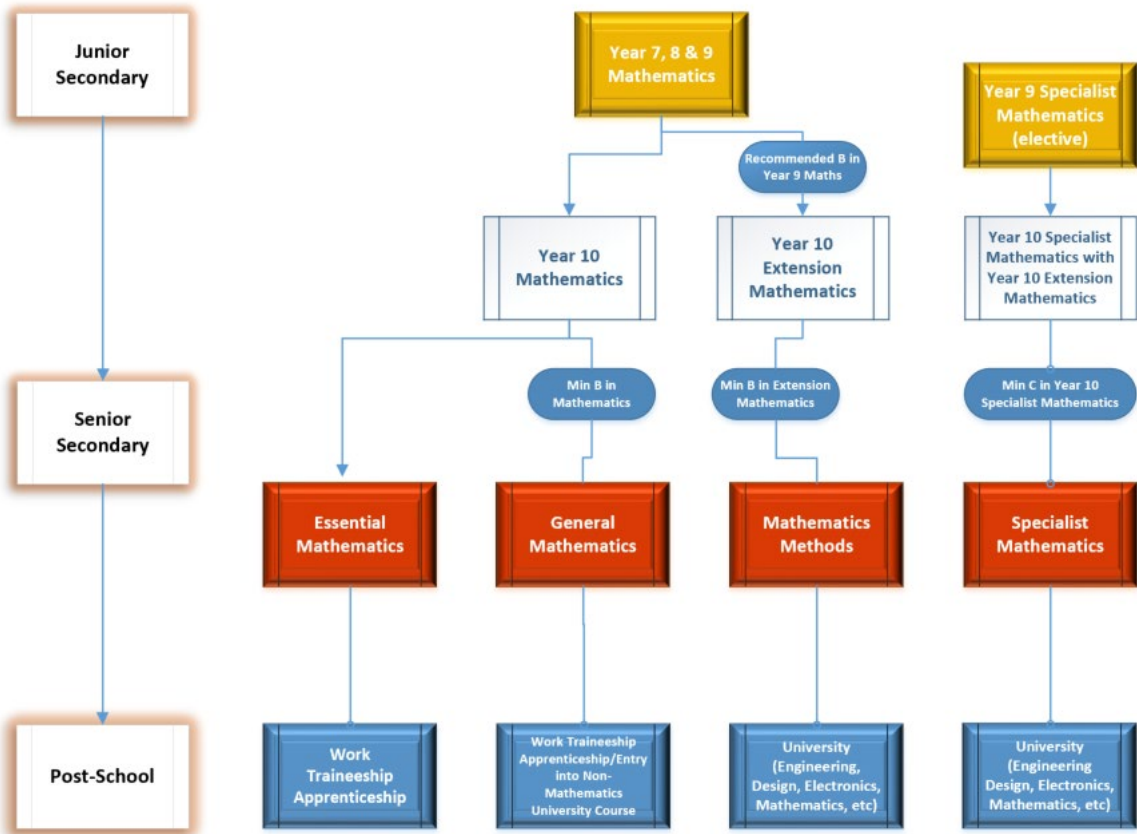 Junior
Secondary
Year 7, 8 & 9
Mathematics
Year 9 Specialist
Mathematics
(elective)
Recommended B in
Year 9 Maths
Year 10
Mathematics
Year 10
Extension
Mathematics
Year 10 Specialist
Mathematics with
Year 10 Extension
Mathematics
Min B in
Mathematics
Min B in Extension
Mathematics
Min C in Year 10
Specialist Mathematics
Senior
Secondary
Essential
Mathematics
General
Mathematics
Mathematics
Methods
Specialist
Mathematics
Post-School
Work
Traineeship
Apprenticeship
Work Traineeship
Apprenticeship/Entry
into Non-
Mathematics
University Course
University
(Engineering,
Design, Electronics,
Mathematics, etc)
University
(Engineering
Design, Electronics,
Mathematics, etc)